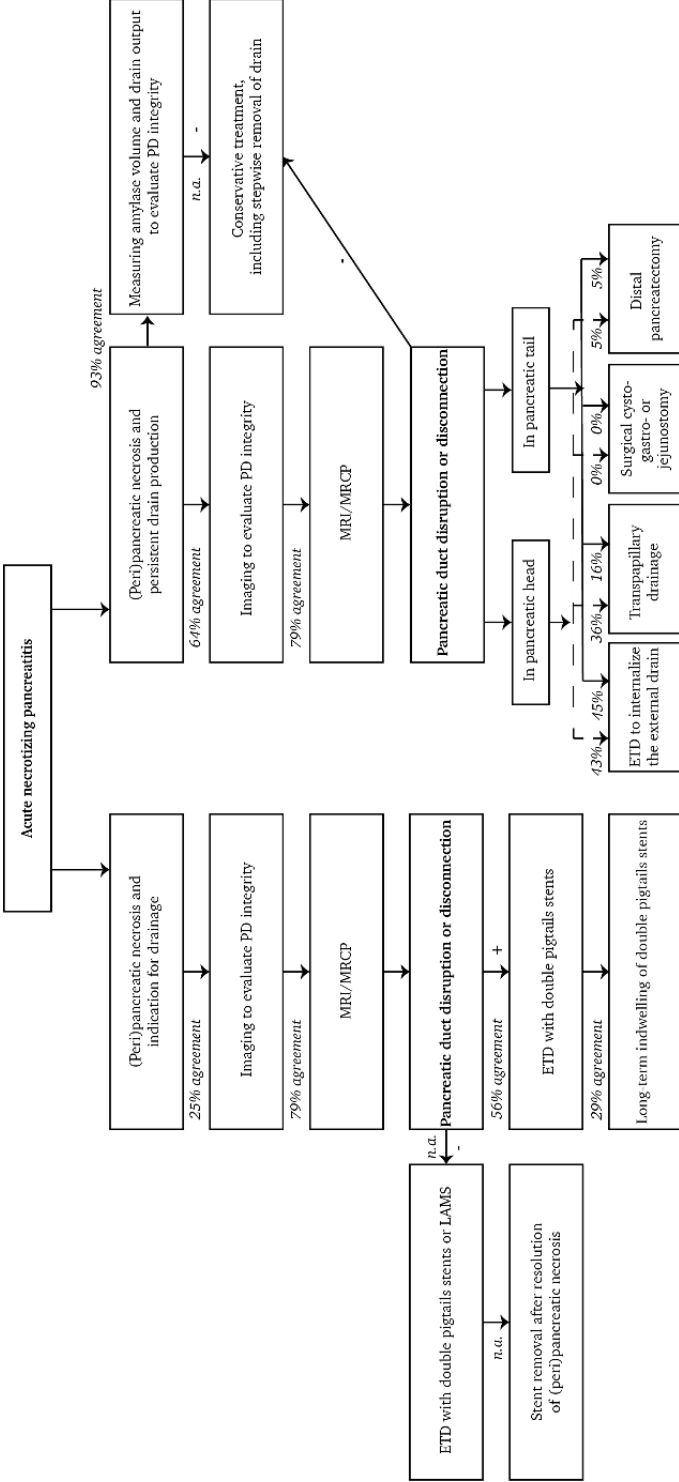 Acute necrotizing pancreatitis
93% agreement
(Peri)pancreatic necrosis and
indication for drainage
(Peri)pancreatic necrosis and
persistent drain production
Measuring amylase volume and drain output
to evaluate PD integrity
25% agreement
64% agreement
n.a.
-
Imaging to evaluate PD integrity
Imaging to evaluate PD integrity
Conservative treatment,
including stepwise removal of drain
79% agreement
79% agreement
MRI/MRCP
MRI/MRCP
-
n.a.
-
ETD with double pigtails stents or LAMS
Pancreatic duct disruption or disconnection
Pancreatic duct disruption or disconnection
n.a.
56% agreement
+
Stent removal after resolution
of (peri)pancreatic necrosis
ETD with double pigtails stents
In pancreatic head
In pancreatic tail
29% agreement
43%
45%
36%
16%
0%
0%
5%
5%
Long-term indwelling of double pigtails stents
ETD to internalize
the external drain
Transpapillary
drainage
Surgical cysto-
gastro- or
jejunostomy
Distal
pancreatectomy